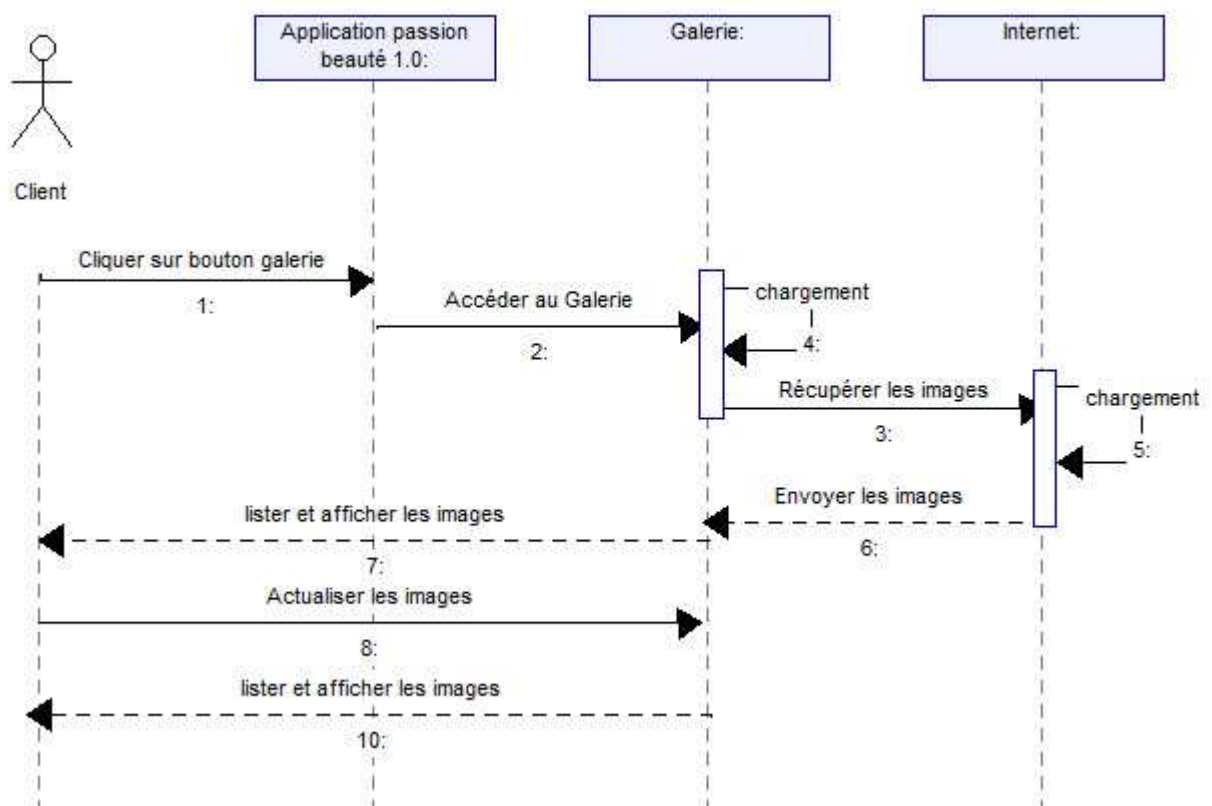 Application passion
beauté 1.0:
Galerie:
Internet:
Client
Cliquer sur bouton galerie
1:
Accéder au Galerie
2:
chargement
4:
Récupérer les images
3:
chargement
5:
Envoyer les images
6:
lister et afficher les images
7:
Actualiser les images
8:
lister et afficher les images
10: